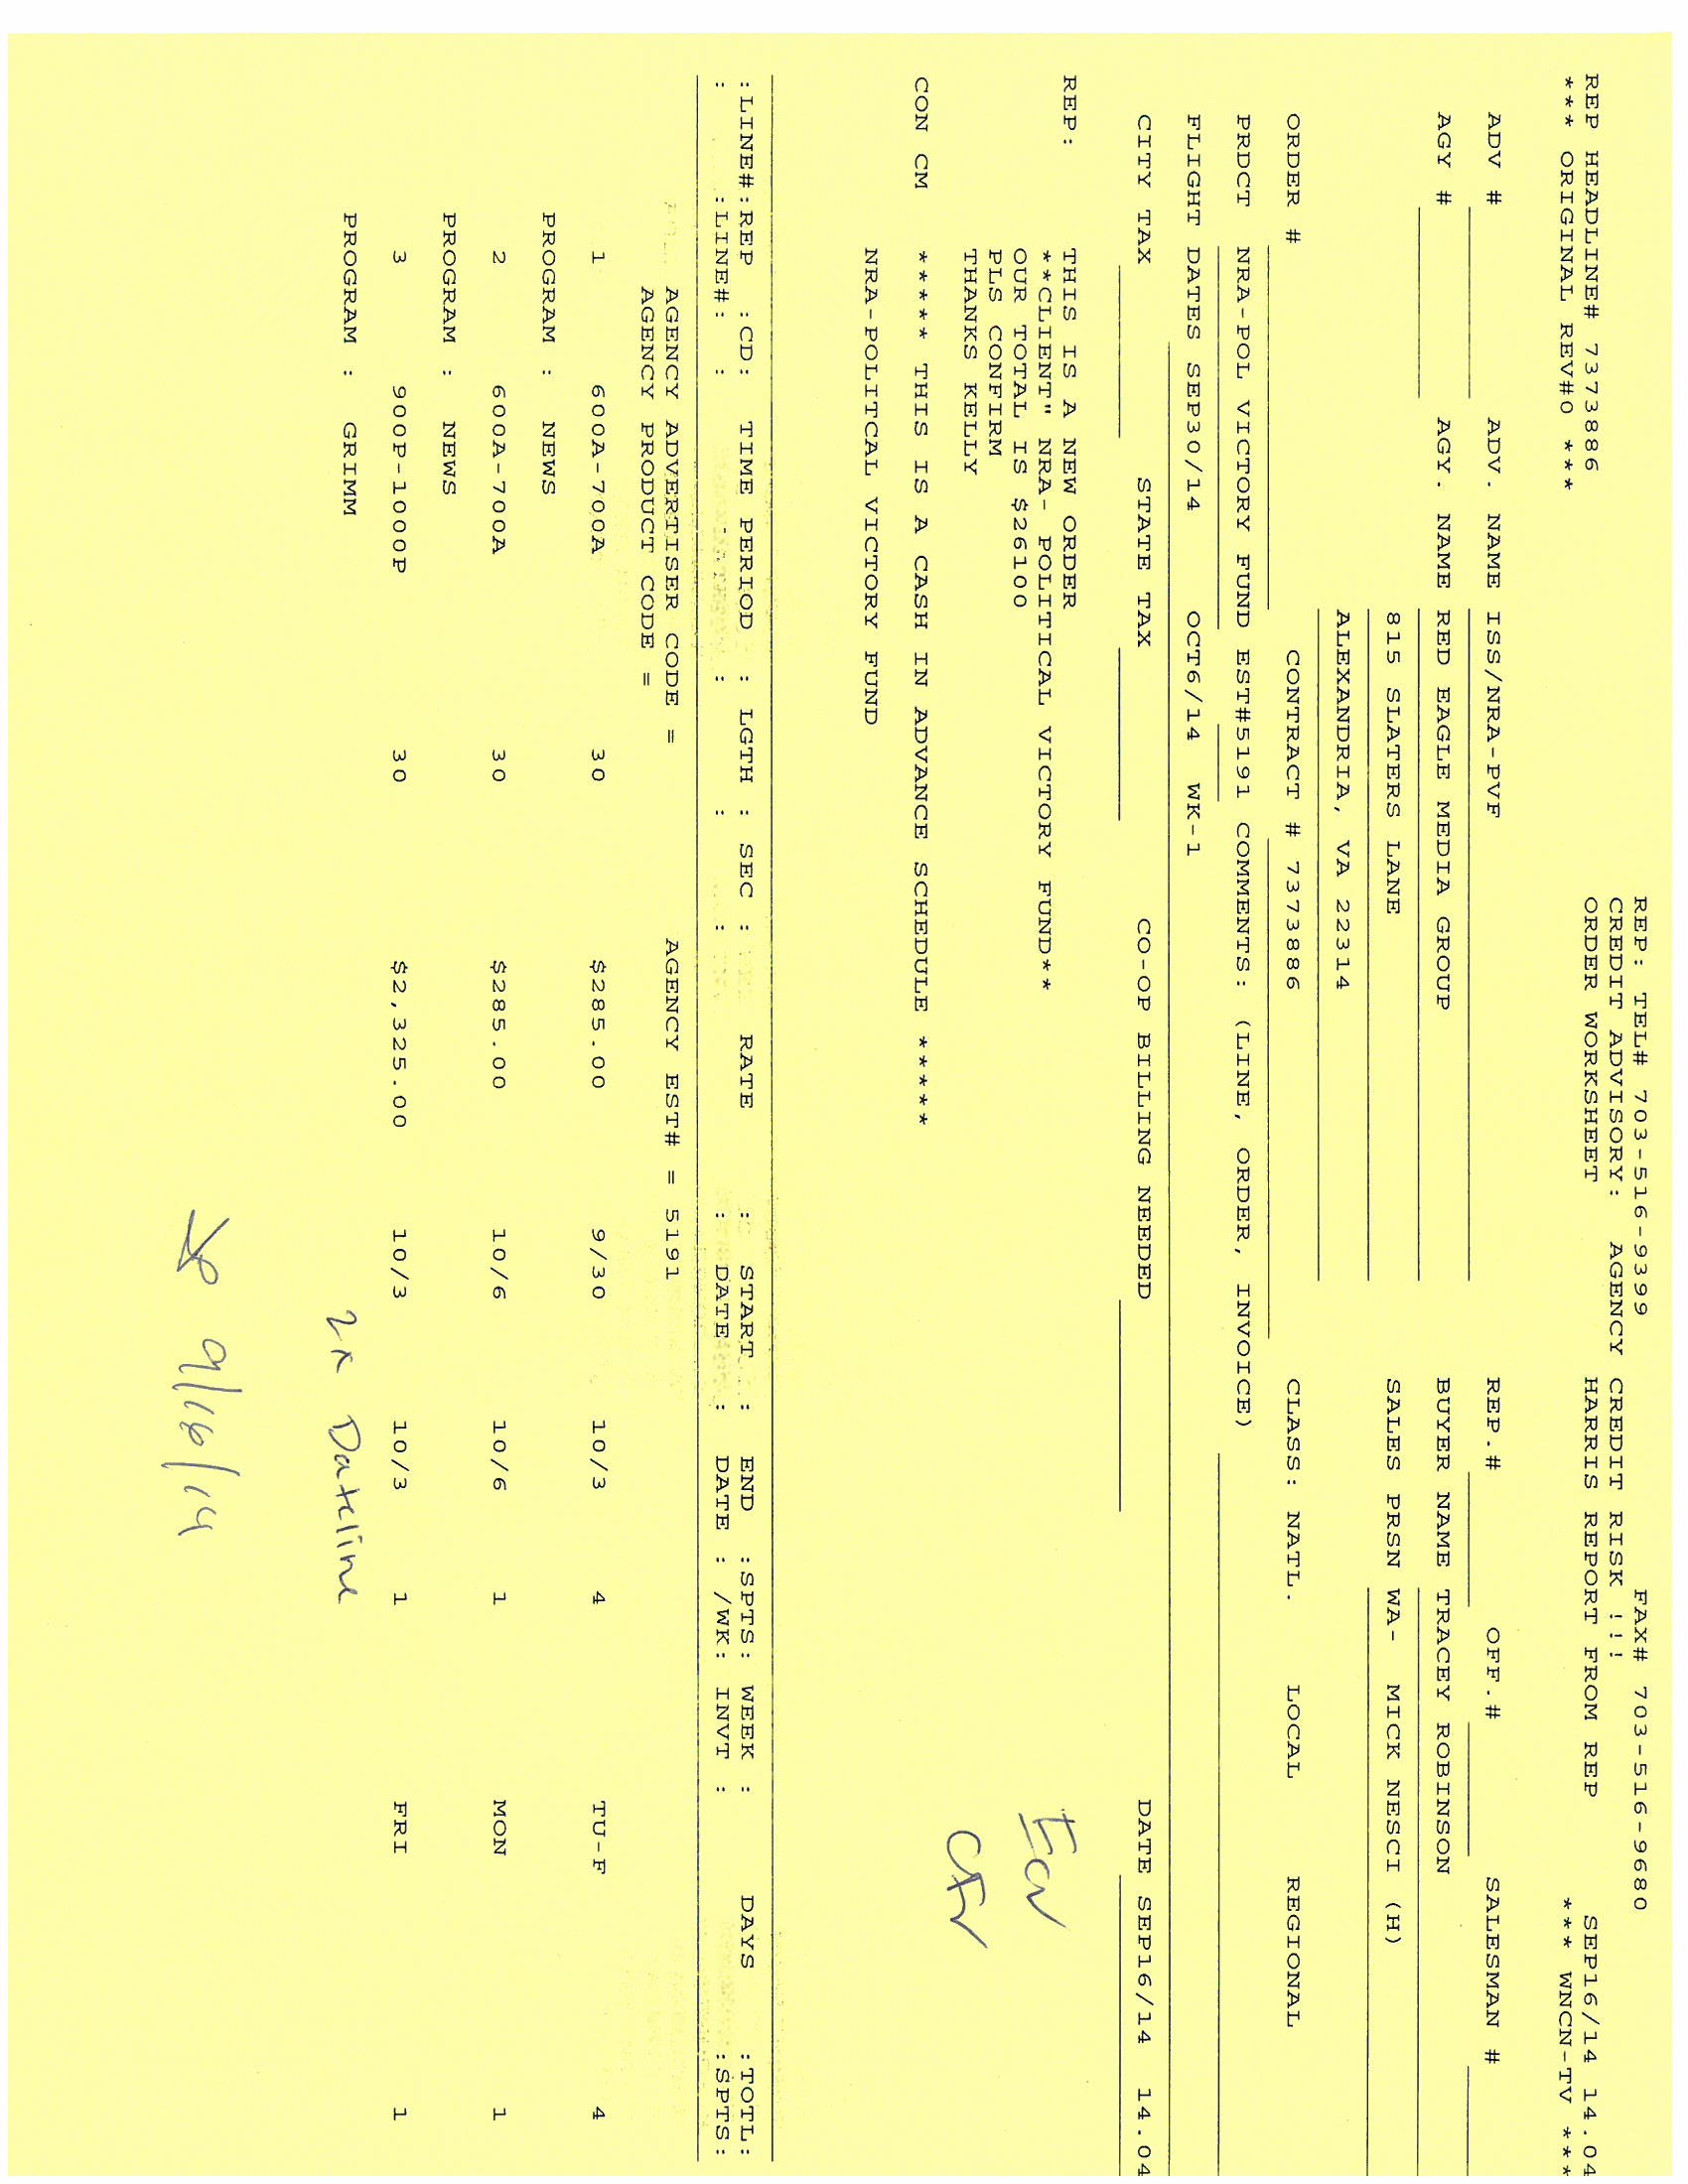 REP: TEL# 703-516-9399 FAX# 703-516-9680
CREDIT ADVISORY: AGENCY CREDIT RISK !!!
REP HEADLINE# 7373886 ORDER WORKSHEET HARRIS REPORT FROM REP SEP16/14 14.04
*** ORIGINAL REV#0 *** *** WNCN-TV ***
ADV # ADV. NAME ISS/NRA-PVF REP.# OFF.# SALESMAN #
AGY # AGY. NAME RED EAGLE MEDIA GROUP BUYER NAME TRACEY ROBINSON
815 SLATERS LANE SALES PRSN WA- MICK NESCI (H)
ALEXANDRIA, VA 22314
ORDER # CONTRACT # 7373886 CLASS: NATL. LOCAL REGIONAL
PRDCT NRA-POL VICTORY FUND EST#5191 COMMENTS: (LINE, ORDER, INVOICE)
FLIGHT DATES SEP30/14 OCT6/14 WK-1
CITY TAX STATE TAX CO-OP BILLING NEEDED DATE SEP16/14 14.04
REP: THIS IS A NEW ORDER
**CLIENT" NRA- POLITICAL VICTORY FUND**
OUR TOTAL IS $26100
PLS CONFIRM
THANKS KELLY
CON CM ***** THIS IS A CASH IN ADVANCE SCHEDULE *****
NRA-POLITCAL VICTORY FUND
:LINE#:REP :CD: TIME PERIOD : LGTH : SEC : RATE : START : END :SPTS: WEEK : DAYS :TOTL:
: :LINE#: : : : : : DATE : DATE : /WK: INVT : :SPTS:
AGENCY ADVERTISER CODE = AGENCY EST# = 5191
AGENCY PRODUCT CODE =
1 600A-700A 30 $285.00 9/30 10/3 4 TU-F 4
PROGRAM : NEWS
2 600A-700A 30 $285.00 10/6 10/6 1 MON 1
PROGRAM : NEWS
3 900P-1000P 30 $2,325.00 10/3 10/3 1 FRI 1
PROGRAM : GRIMM
2x Dateline
9/16/14